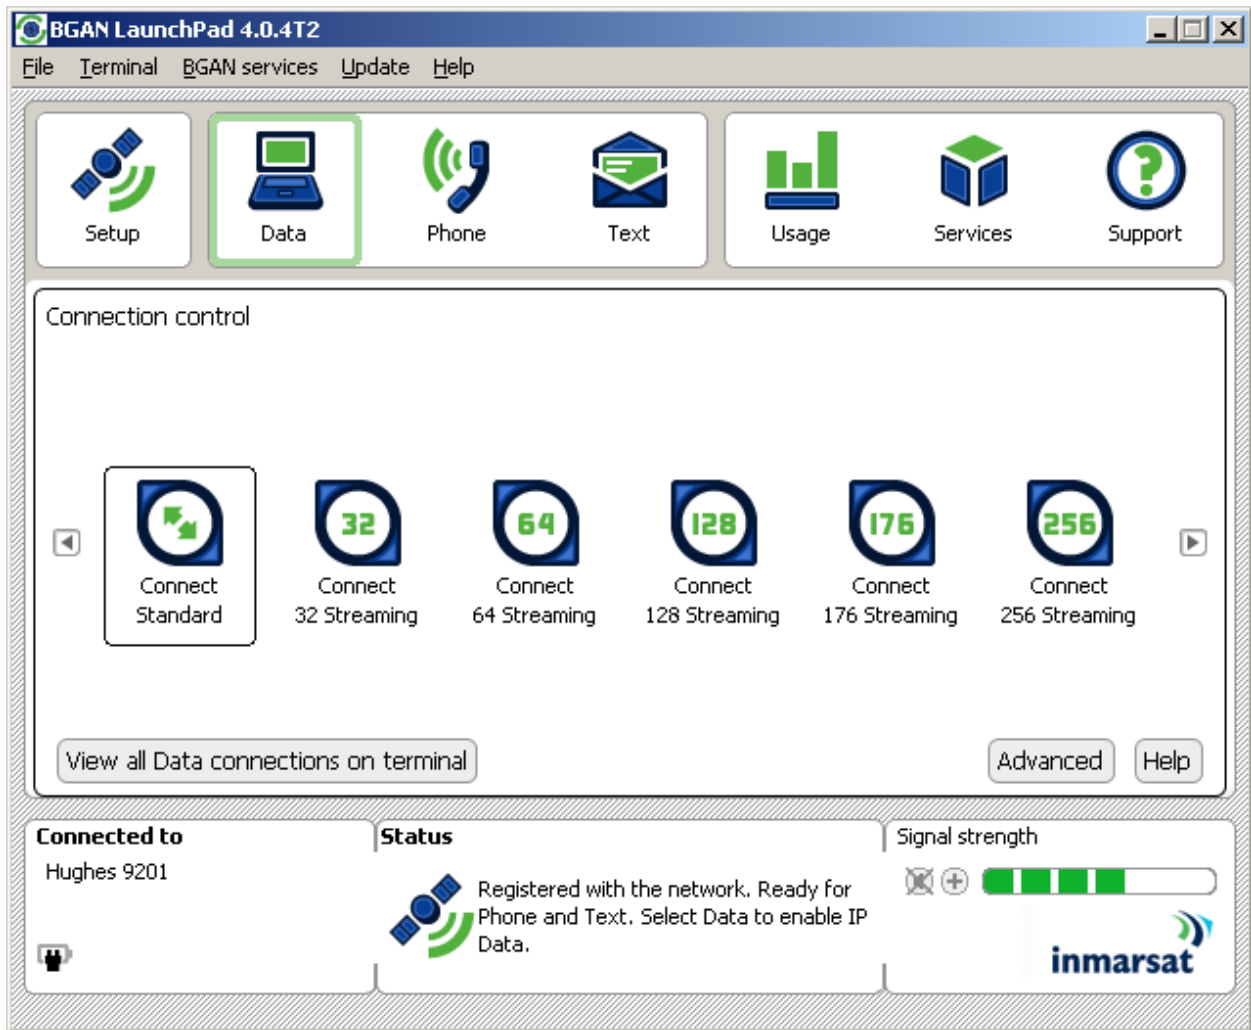 BGAN LaunchPad 4.0.4T2
File Terminal BGAN services Update Help
Setup Data Phone Text Usage Services Support
Connection control
32 64 128 176 256
Connect Connect Connect Connect Connect Connect
Standard 32 Streaming 64 Streaming 128 Streaming 176 Streaming 256 Streaming
View all Data connections on terminal Advanced Help
Connected to Status Signal strength
Hughes 9201
Registered with the network. Ready for
Phone and Text. Select Data to enable IP
Data.
inmarsat